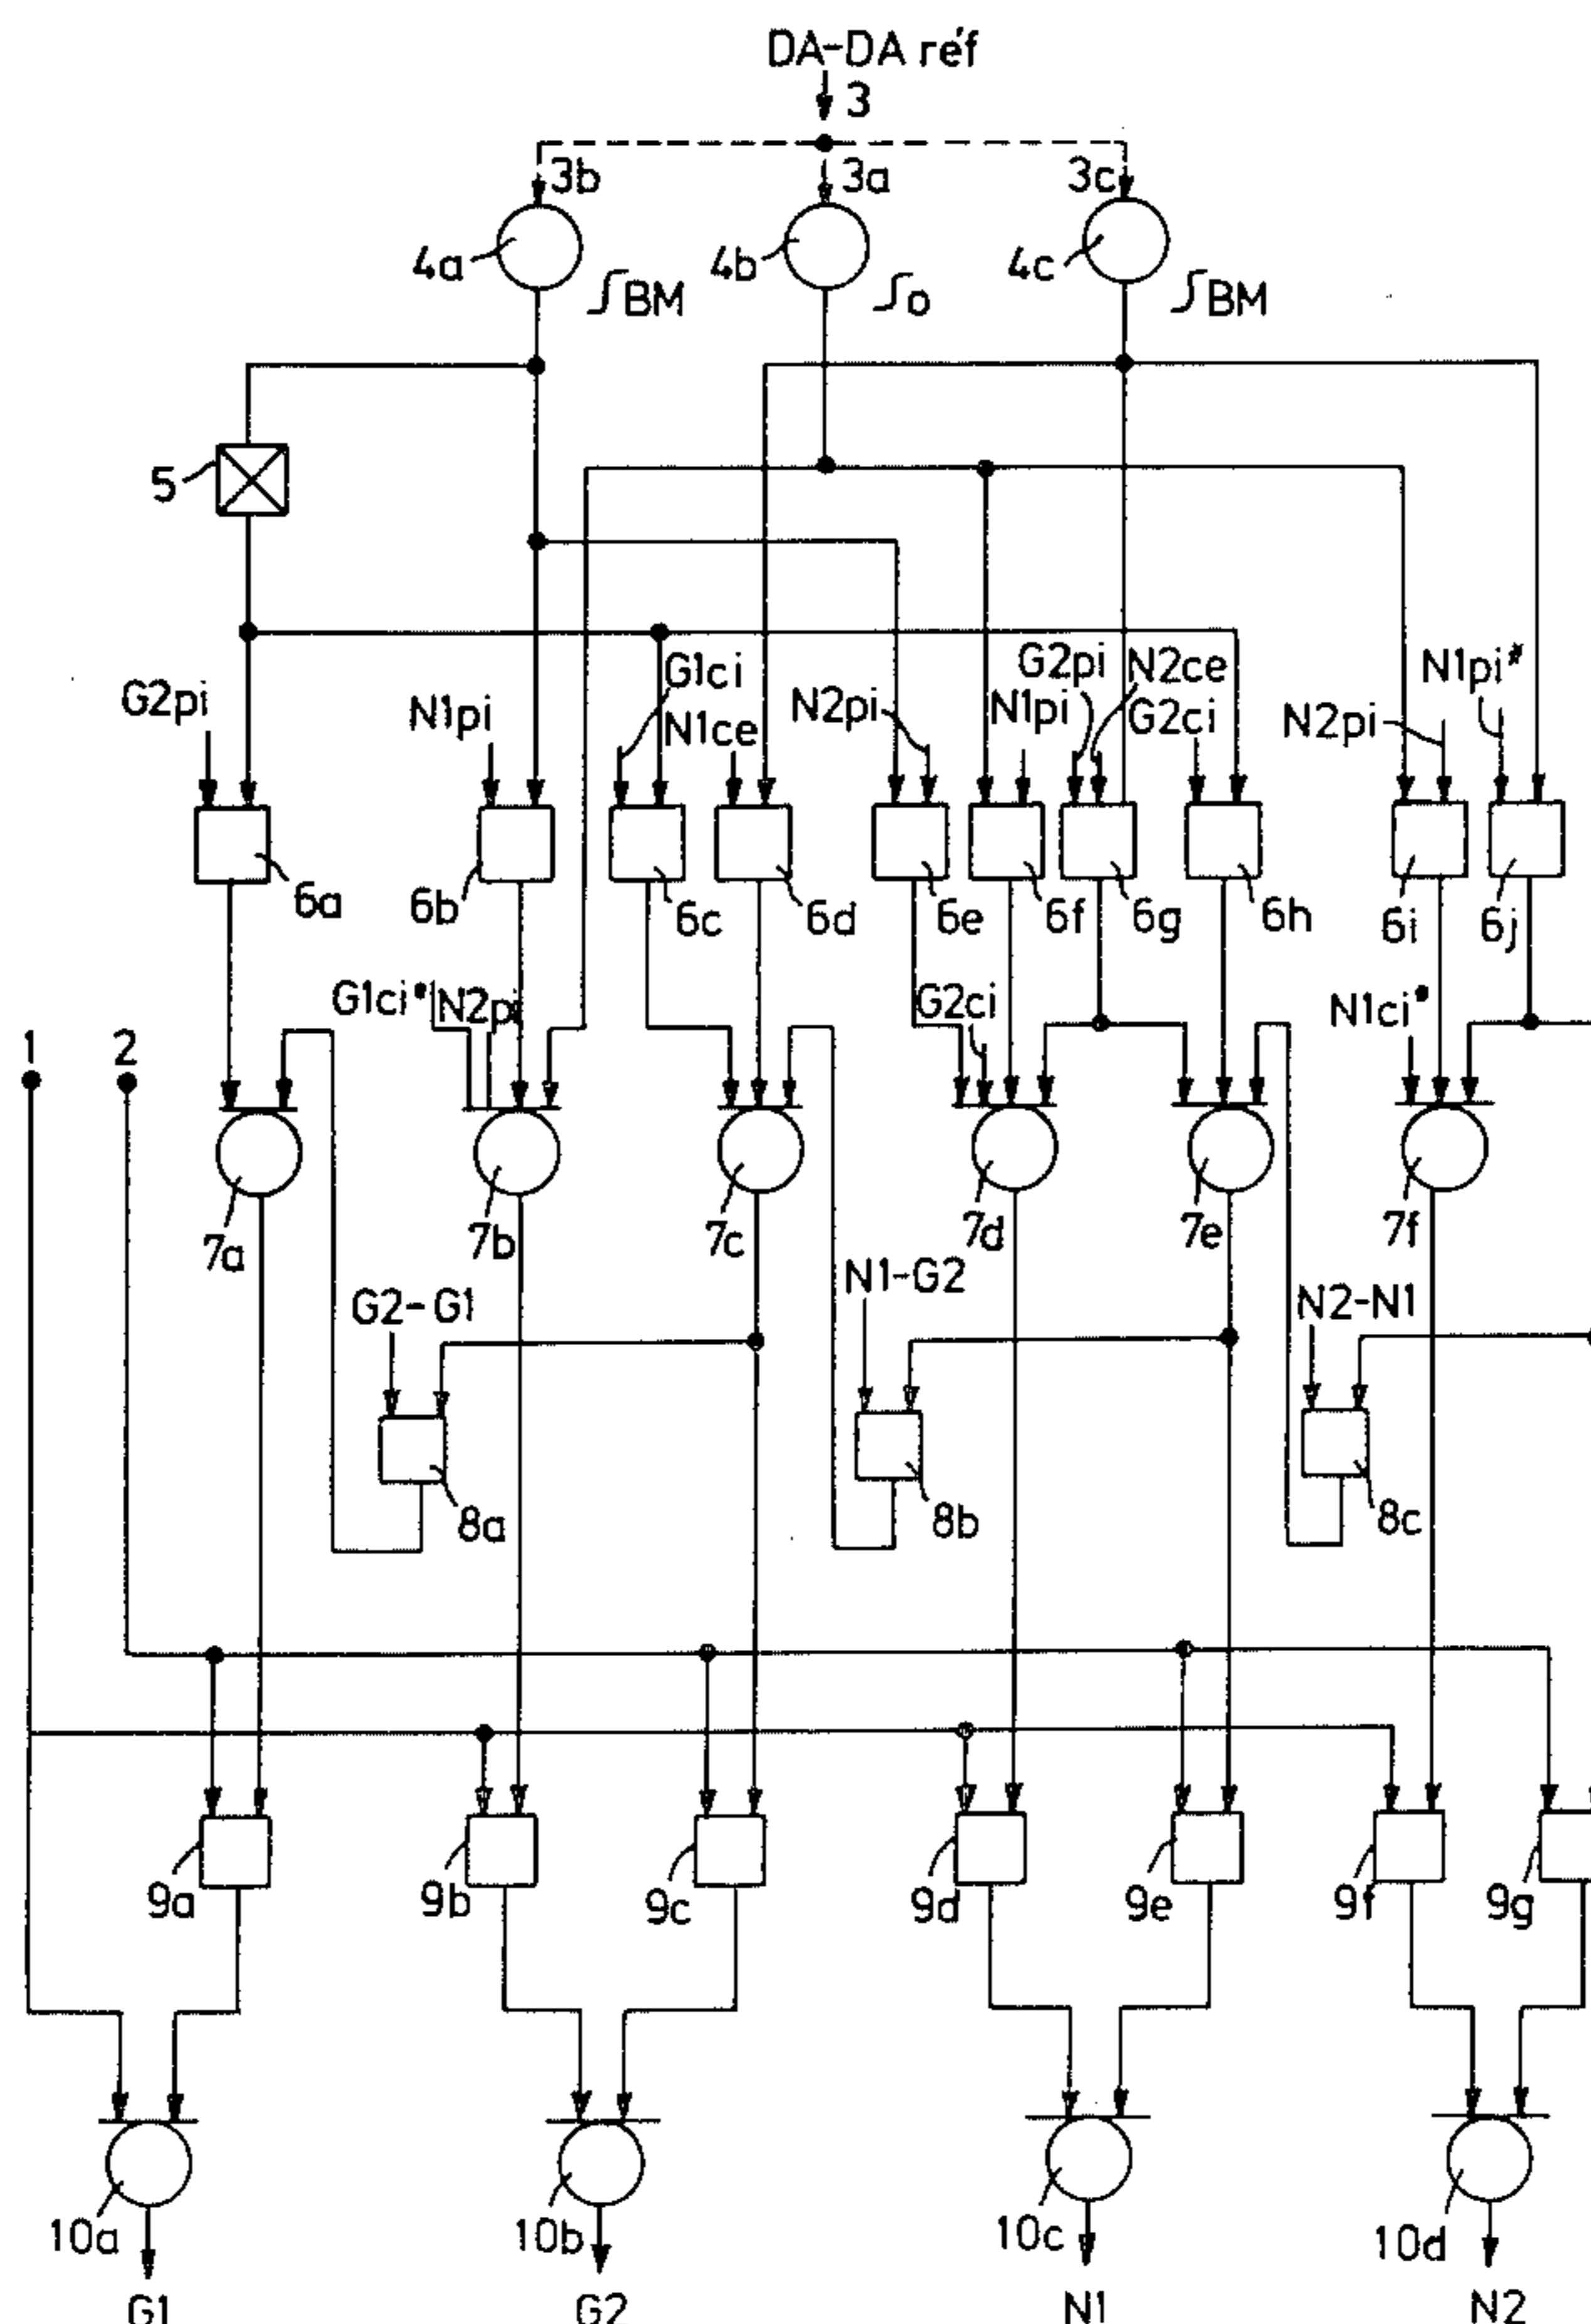 DA-DA réf
3
3b 3a 3c
4a 4b 4c
∫BM ∫o ∫BM
5
G2pi N1pi G1ci N1ce N2pi G2pi N1pi N2ce G2ci N2pi N1pi*
6a 6b 6c 6d 6e 6f 6g 6h 6i 6j
G1ci* G2ci N1ci*
1 2
7a 7b 7c 7d 7e 7f
G2-G1 N1-G2 N2-N1
8a 8b 8c
9a 9b 9c 9d 9e 9f 9g
10a 10b 10c 10d
G1 G2 N1 N2